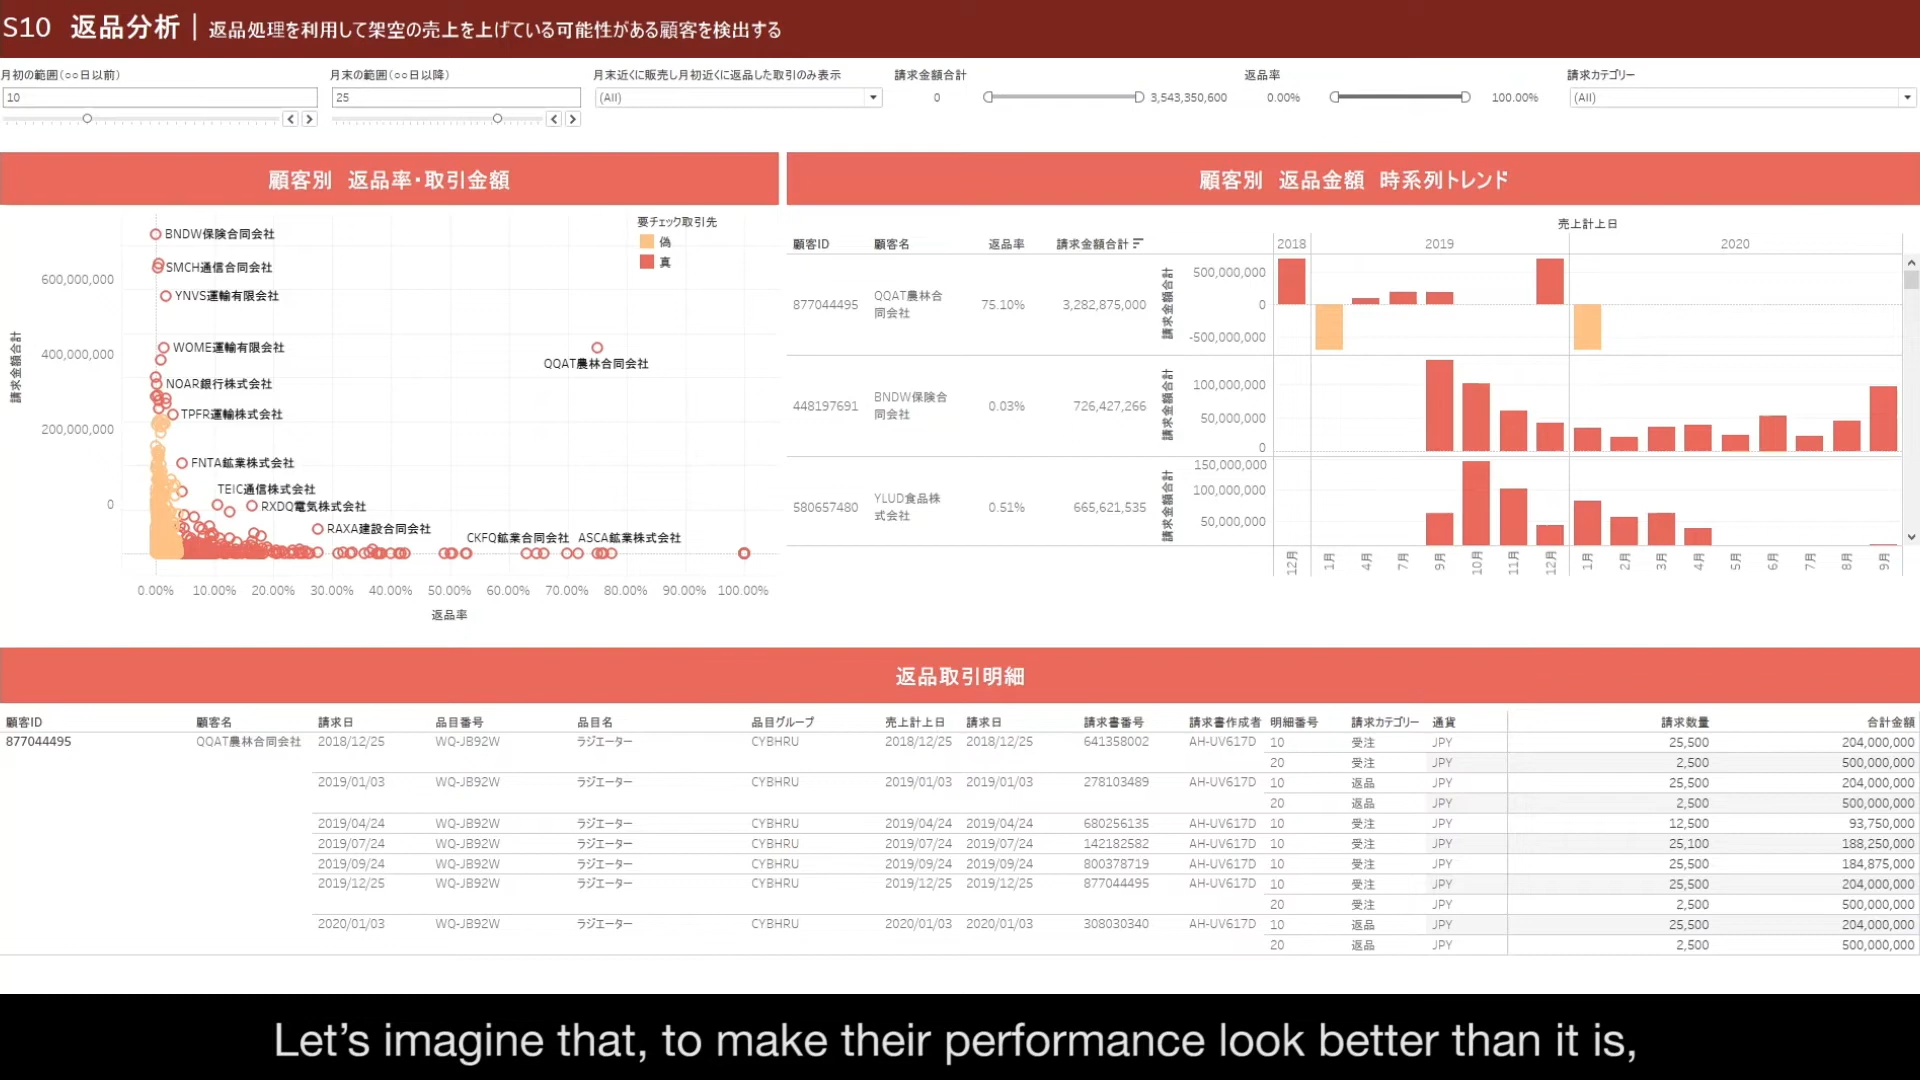 S10 返品分析 | 返品処理を利用して架空の売上を上げている可能性がある顧客を検出する
月初の範囲(○○日以前) 月末の範囲(○○日以降) 月末近くに販売し月初近くに返品した取引のみ表示 請求金額合計 返品率 請求カテゴリー
10 25 (All) 0 3,543,350,600 0.00% 100.00% (All)
顧客別 返品率・取引金額
要チェック取引先
偽
真
BNDW保険合同会社
SMCH通信合同会社
YNVS運輸有限会社
WOME運輸有限会社
QQAT農林合同会社
NOAR銀行株式会社
TPFR運輸株式会社
FNTA鉱業株式会社
TEIC通信株式会社
RXDQ電気株式会社
RAXA建設合同会社
CKFQ鉱業合同会社 ASCA鉱業株式会社
請求金額合計
600,000,000
400,000,000
200,000,000
0
0.00% 10.00% 20.00% 30.00% 40.00% 50.00% 60.00% 70.00% 80.00% 90.00% 100.00%
返品率
顧客別 返品金額 時系列トレンド
売上計上日
顧客ID 顧客名 返品率 請求金額合計 2018 2019 2020
877044495 QQAT農林合同会社 75.10% 3,282,875,000 請求金額合計 500,000,000 0 -500,000,000
448197691 BNDW保険合同会社 0.03% 726,427,266 請求金額合計 100,000,000 50,000,000 0
580657480 YLUD食品株式会社 0.51% 665,621,535 請求金額合計 150,000,000 100,000,000 50,000,000
12月 1月 4月 7月 9月 10月 11月 12月 1月 2月 3月 4月 5月 6月 7月 8月 9月
返品取引明細
顧客ID 顧客名 請求日 品目番号 品目名 品目グループ 売上計上日 請求日 請求書番号 請求書作成者 明細番号 請求カテゴリー 通貨 請求数量 合計金額
877044495 QQAT農林合同会社 2018/12/25 WQ-JB92W ラジエーター CYBHRU 2018/12/25 2018/12/25 641358002 AH-UV617D 10 受注 JPY 25,500 204,000,000
20 受注 JPY 2,500 500,000,000
2019/01/03 WQ-JB92W ラジエーター CYBHRU 2019/01/03 2019/01/03 278103489 AH-UV617D 10 返品 JPY 25,500 204,000,000
20 返品 JPY 2,500 500,000,000
2019/04/24 WQ-JB92W ラジエーター CYBHRU 2019/04/24 2019/04/24 680256135 AH-UV617D 10 受注 JPY 12,500 93,750,000
2019/07/24 WQ-JB92W ラジエーター CYBHRU 2019/07/24 2019/07/24 142182582 AH-UV617D 10 受注 JPY 25,100 188,250,000
2019/09/24 WQ-JB92W ラジエーター CYBHRU 2019/09/24 2019/09/24 800378719 AH-UV617D 10 受注 JPY 25,500 184,875,000
2019/12/25 WQ-JB92W ラジエーター CYBHRU 2019/12/25 2019/12/25 877044495 AH-UV617D 10 受注 JPY 25,500 204,000,000
20 受注 JPY 2,500 500,000,000
2020/01/03 WQ-JB92W ラジエーター CYBHRU 2020/01/03 2020/01/03 308030340 AH-UV617D 10 返品 JPY 25,500 204,000,000
20 返品 JPY 2,500 500,000,000
Let's imagine that, to make their performance look better than it is,